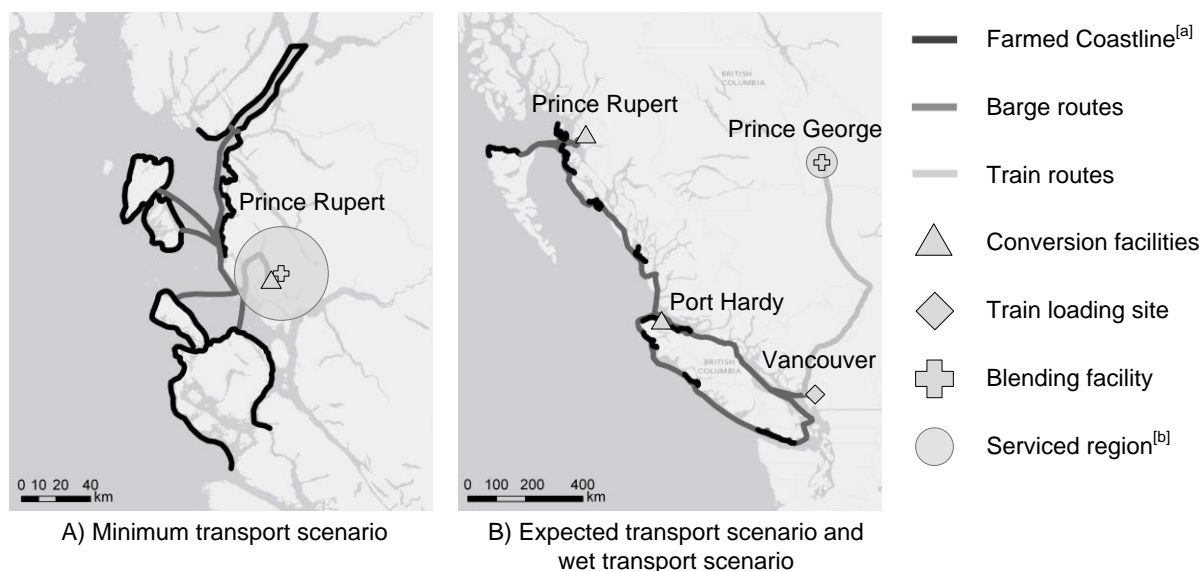 Prince Rupert
0 10 20 40
km
A) Minimum transport scenario
BRITISH
COLUMBIA
Prince Rupert
Prince George
Port Hardy
BRITISH
COLUMBIA
Vancouver
0 100 200 400
km
B) Expected transport scenario and
wet transport scenario
Farmed Coastline[a]
Barge routes
Train routes
Conversion facilities
Train loading site
Blending facility
Serviced region[b]